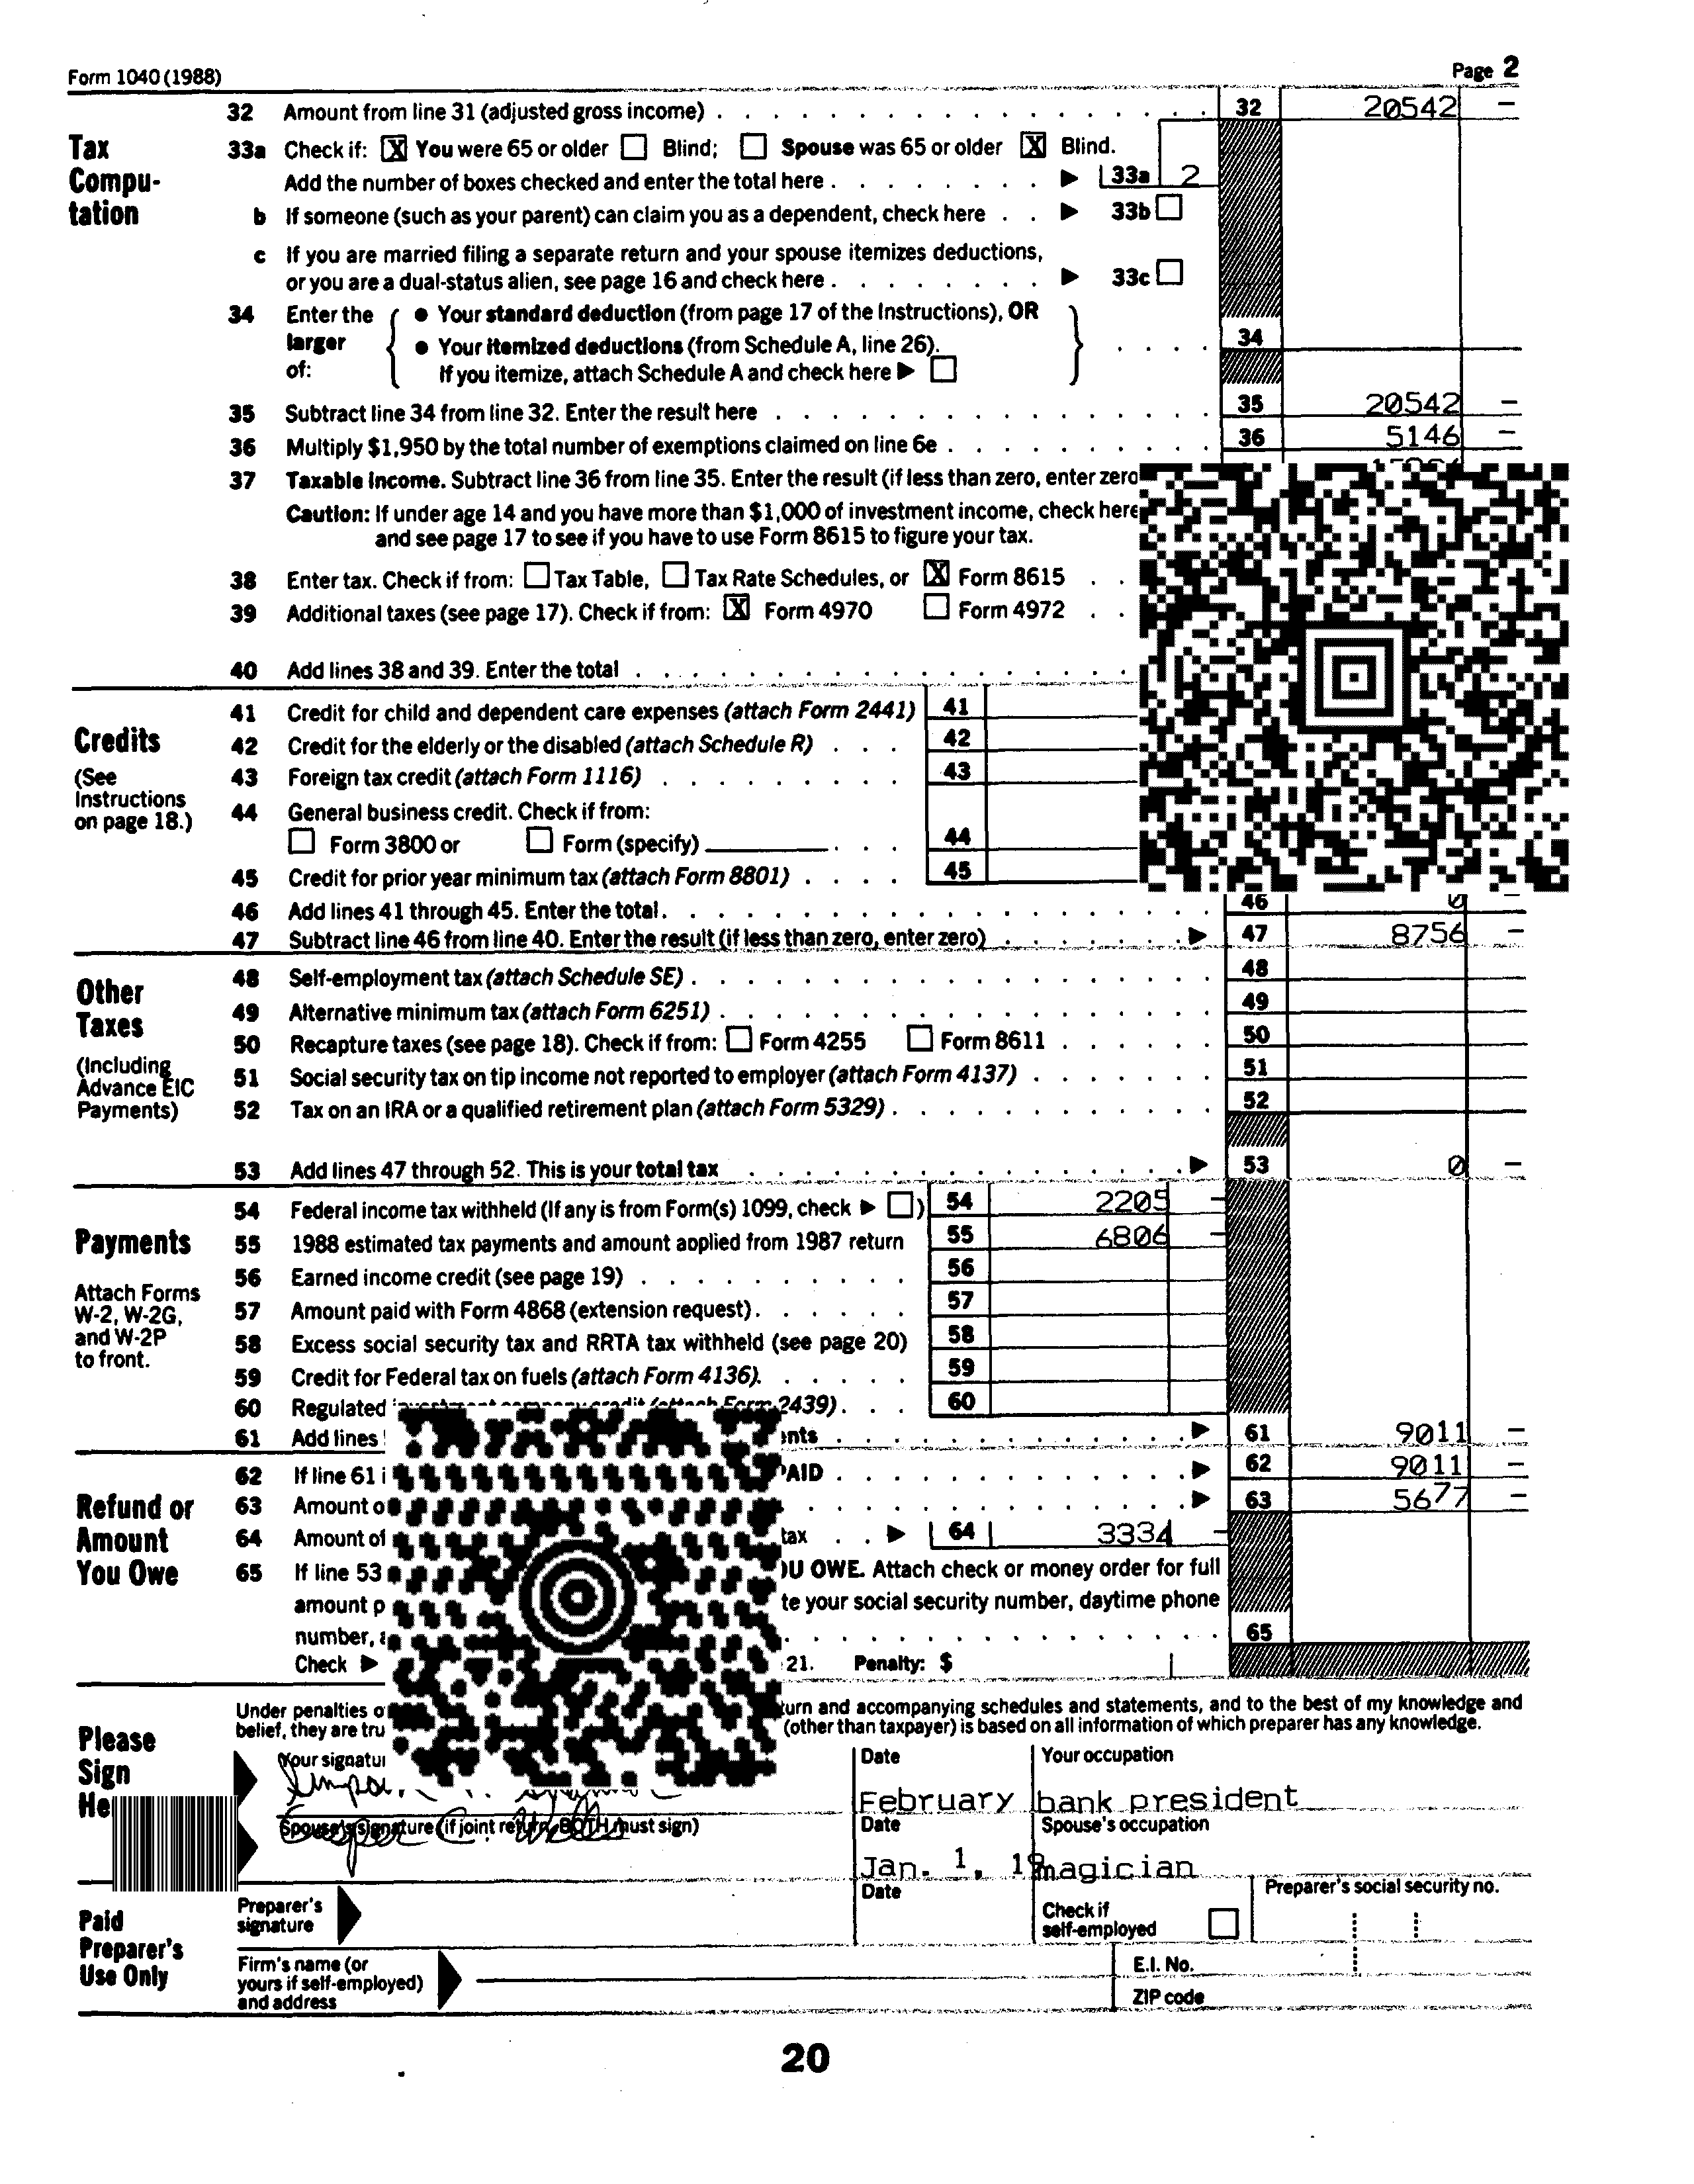 Form 1040 (1988) Page 2
32 Amount from line 31 (adjusted gross income) . . . 32 20542 –
Tax Computation
33a Check if: [X] You were 65 or older [ ] Blind; [ ] Spouse was 65 or older [X] Blind.
Add the number of boxes checked and enter the total here . . . ▶ 33a 2
b If someone (such as your parent) can claim you as a dependent, check here . . ▶ 33b
c If you are married filing a separate return and your spouse itemizes deductions,
or you are a dual-status alien, see page 16 and check here . . . ▶ 33c
34 Enter the larger of:
● Your standard deduction (from page 17 of the Instructions), OR
● Your itemized deductions (from Schedule A, line 26).
If you itemize, attach Schedule A and check here ▶
34
35 Subtract line 34 from line 32. Enter the result here . . . 35 20542 –
36 Multiply $1,950 by the total number of exemptions claimed on line 6e . . . 36 5146 –
37 Taxable income. Subtract line 36 from line 35. Enter the result (if less than zero, enter zero
Caution: If under age 14 and you have more than $1,000 of investment income, check here
and see page 17 to see if you have to use Form 8615 to figure your tax.
38 Enter tax. Check if from: [ ] Tax Table, [ ] Tax Rate Schedules, or [X] Form 8615 . .
39 Additional taxes (see page 17). Check if from: [X] Form 4970 [ ] Form 4972 . .
40 Add lines 38 and 39. Enter the total . . .
Credits
(See Instructions on page 18.)
41 Credit for child and dependent care expenses (attach Form 2441) 41
42 Credit for the elderly or the disabled (attach Schedule R) . . . 42
43 Foreign tax credit (attach Form 1116) . . . 43
44 General business credit. Check if from:
Form 3800 or Form (specify) . . . 44
45 Credit for prior year minimum tax (attach Form 8801) . . . . 45
46 Add lines 41 through 45. Enter the total . . . 46 0 –
47 Subtract line 46 from line 40. Enter the result (if less than zero, enter zero) . . . ▶ 47 8756 –
Other Taxes
(Including Advance EIC Payments)
48 Self-employment tax (attach Schedule SE) . . . 48
49 Alternative minimum tax (attach Form 6251) . . . 49
50 Recapture taxes (see page 18). Check if from: [ ] Form 4255 [ ] Form 8611 . . . 50
51 Social security tax on tip income not reported to employer (attach Form 4137) . . . 51
52 Tax on an IRA or a qualified retirement plan (attach Form 5329) . . . 52
53 Add lines 47 through 52. This is your total tax . . . ▶ 53 0 –
Payments
Attach Forms W-2, W-2G, and W-2P to front.
54 Federal income tax withheld (If any is from Form(s) 1099, check ▶ [ ]) 54 2205 –
55 1988 estimated tax payments and amount applied from 1987 return 55 6806 –
56 Earned income credit (see page 19) . . . 56
57 Amount paid with Form 4868 (extension request) . . . 57
58 Excess social security tax and RRTA tax withheld (see page 20) 58
59 Credit for Federal tax on fuels (attach Form 4136) . . . 59
60 Regulated investment company credit (attach Form 2439) . . . 60
61 Add lines . . . ▶ 61 9011 –
Refund or Amount You Owe
62 If line 61 . . . ▶ 62 9011 –
63 Amount . . . ▶ 63 5677 –
64 Amount of tax . . ▶ 64 3334 –
65 If line 53 OWE. Attach check or money order for full
amount your social security number, daytime phone
number, . . . 65
Check ▶ 21. Penalty: $
Please Sign
Under penalties and accompanying schedules and statements, and to the best of my knowledge and
belief, they are (other than taxpayer) is based on all information of which preparer has any knowledge.
Your Date Your occupation
February bank president
Spouse's signature (if joint return, BOTH must sign) Date Spouse's occupation
Jan. 1, magician
Paid Preparer's Use Only
Preparer's signature Date Check if self-employed Preparer's social security no.
Firm's name (or yours if self-employed) and address E.I. No.
ZIP code
20